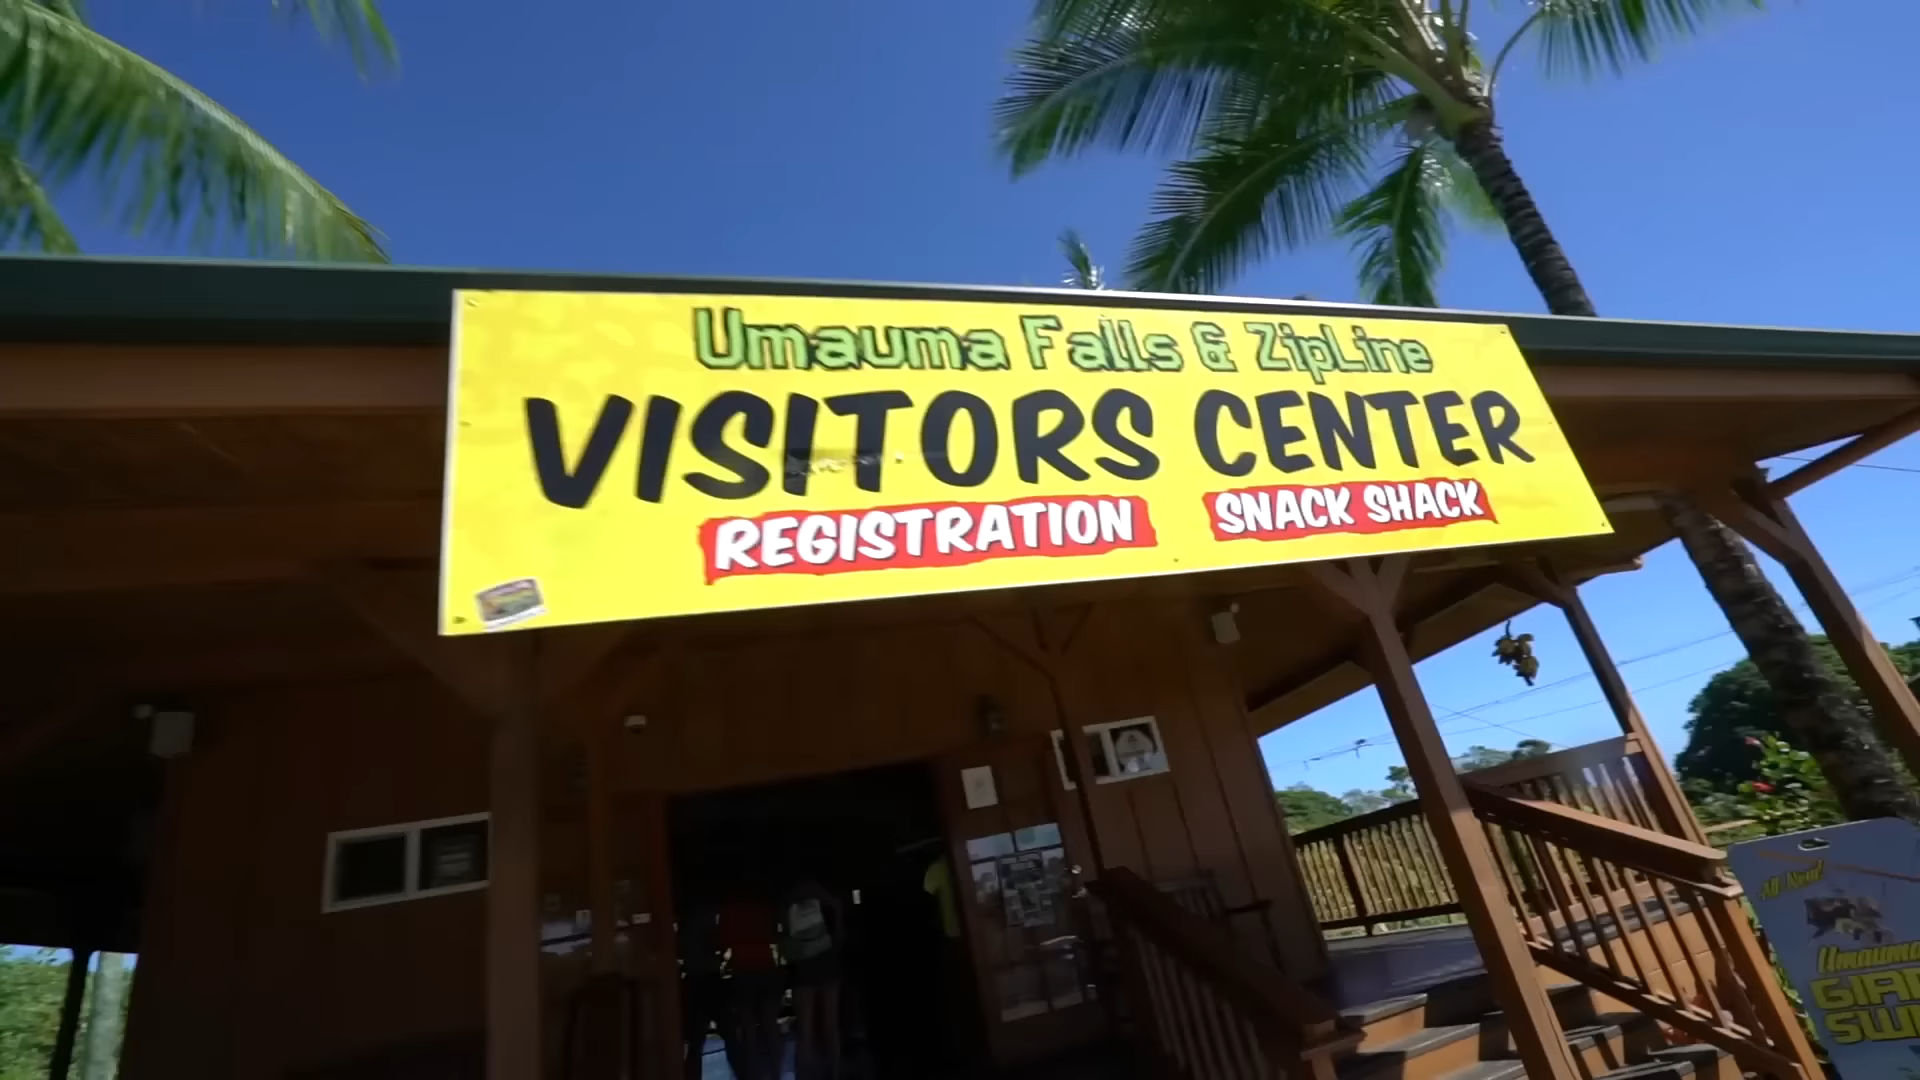 Umauma Falls & ZipLine
VISITORS CENTER
REGISTRATION
SNACK SHACK
All New!
Umauma